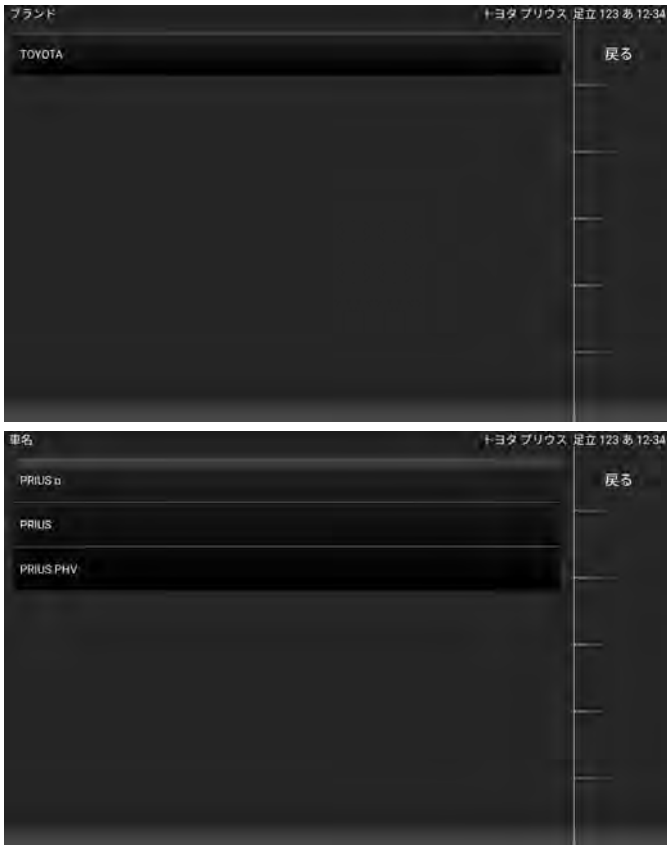 ブランド
トヨタ プリウス 足立 123 あ 12-34
TOYOTA
戻る
車名
トヨタ プリウス 足立 123 あ 12-34
PRIUS α
戻る
PRIUS
PRIUS PHV